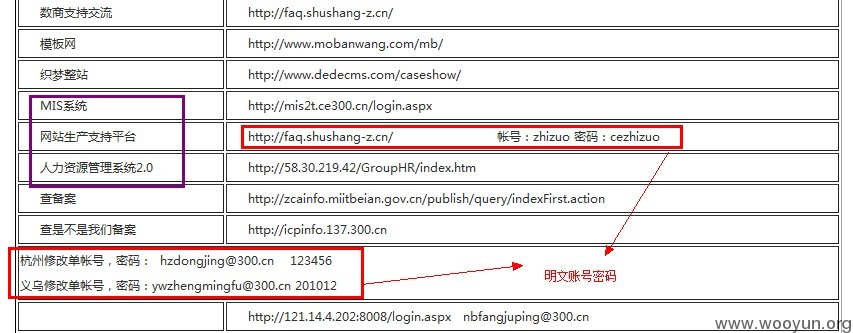 数商支持交流 http://faq.shushang-z.cn/
模板网 http://www.mobanwang.com/mb/
织梦整站 http://www.dedecms.com/caseshow/
MIS系统 http://mis2t.ce300.cn/login.aspx
网站生产支持平台 http://faq.shushang-z.cn/ 帐号：zhizuo 密码：cezhizuo
人力资源管理系统2.0 http://58.30.219.42/GroupHR/index.htm
查备案 http://zcainfo.miitbeian.gov.cn/publish/query/indexFirst.action
查是不是我们备案 http://icpinfo.137.300.cn
杭州修改单帐号，密码： hzdongjing@300.cn 123456
明文账号密码
义乌修改单帐号，密码：ywzhengmingfu@300.cn 201012
http://121.14.4.202:8008/login.aspx nbfangjuping@300.cn
www.wooyun.org